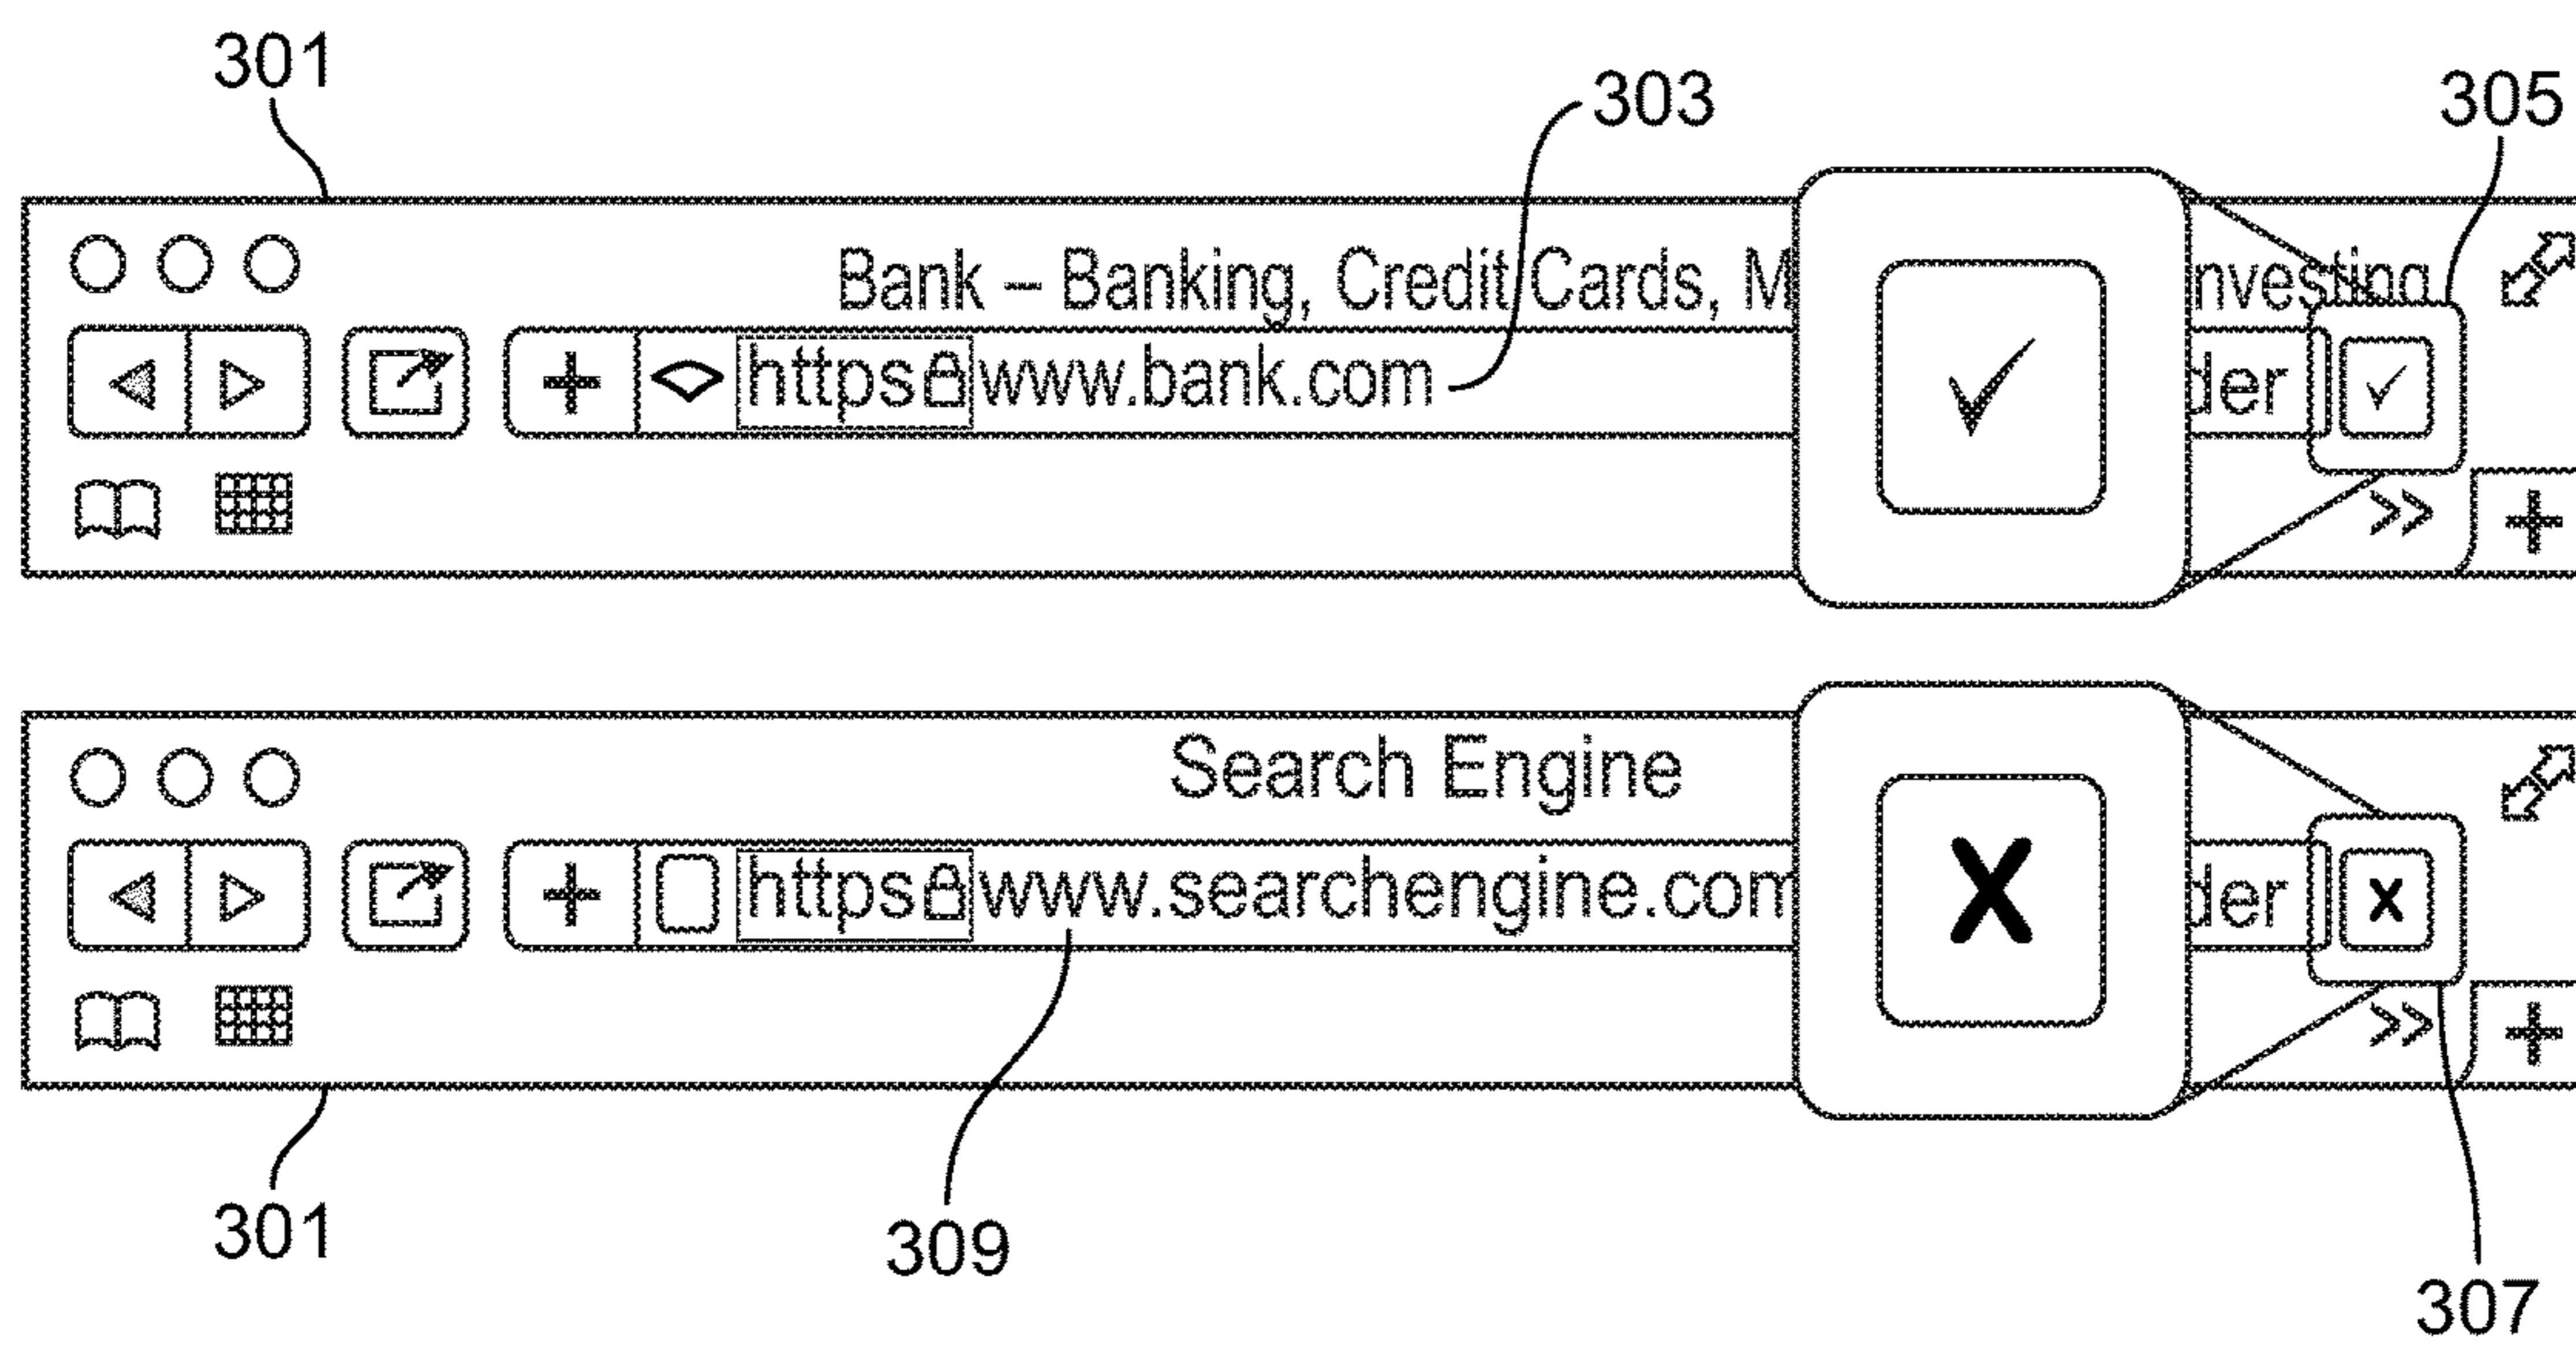 301
303
305
Bank – Banking, Credit Cards, M nvesting
https www.bank.com der
Search Engine
https www.searchengine.com der
301
309
307